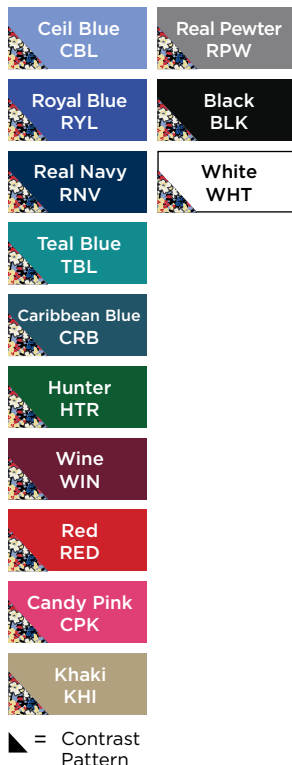 Ceil Blue
CBL
Royal Blue
RYL
Real Navy
RNV
Teal Blue
TBL
Caribbean Blue
CRB
Hunter
HTR
Wine
WIN
Red
RED
Candy Pink
CPK
Khaki
KHI
Real Pewter
RPW
Black
BLK
White
WHT
= Contrast
Pattern